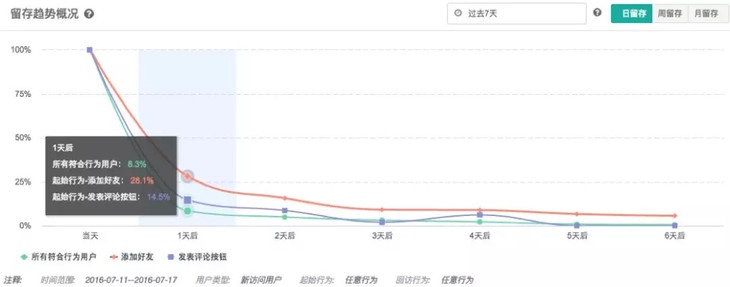 留存趋势概况
过去7天
日留存 周留存 月留存
100%
75%
50%
25%
0%
1天后
所有符合行为用户： 8.3%
起始行为-添加好友： 28.1%
起始行为-发表评论按钮： 14.5%
当天 1天后 2天后 3天后 4天后 5天后 6天后
所有符合行为用户 添加好友 发表评论按钮
注释: 时间范围: 2016-07-11--2016-07-17 用户类型: 新访问用户 起始行为: 任意行为 回访行为: 任意行为